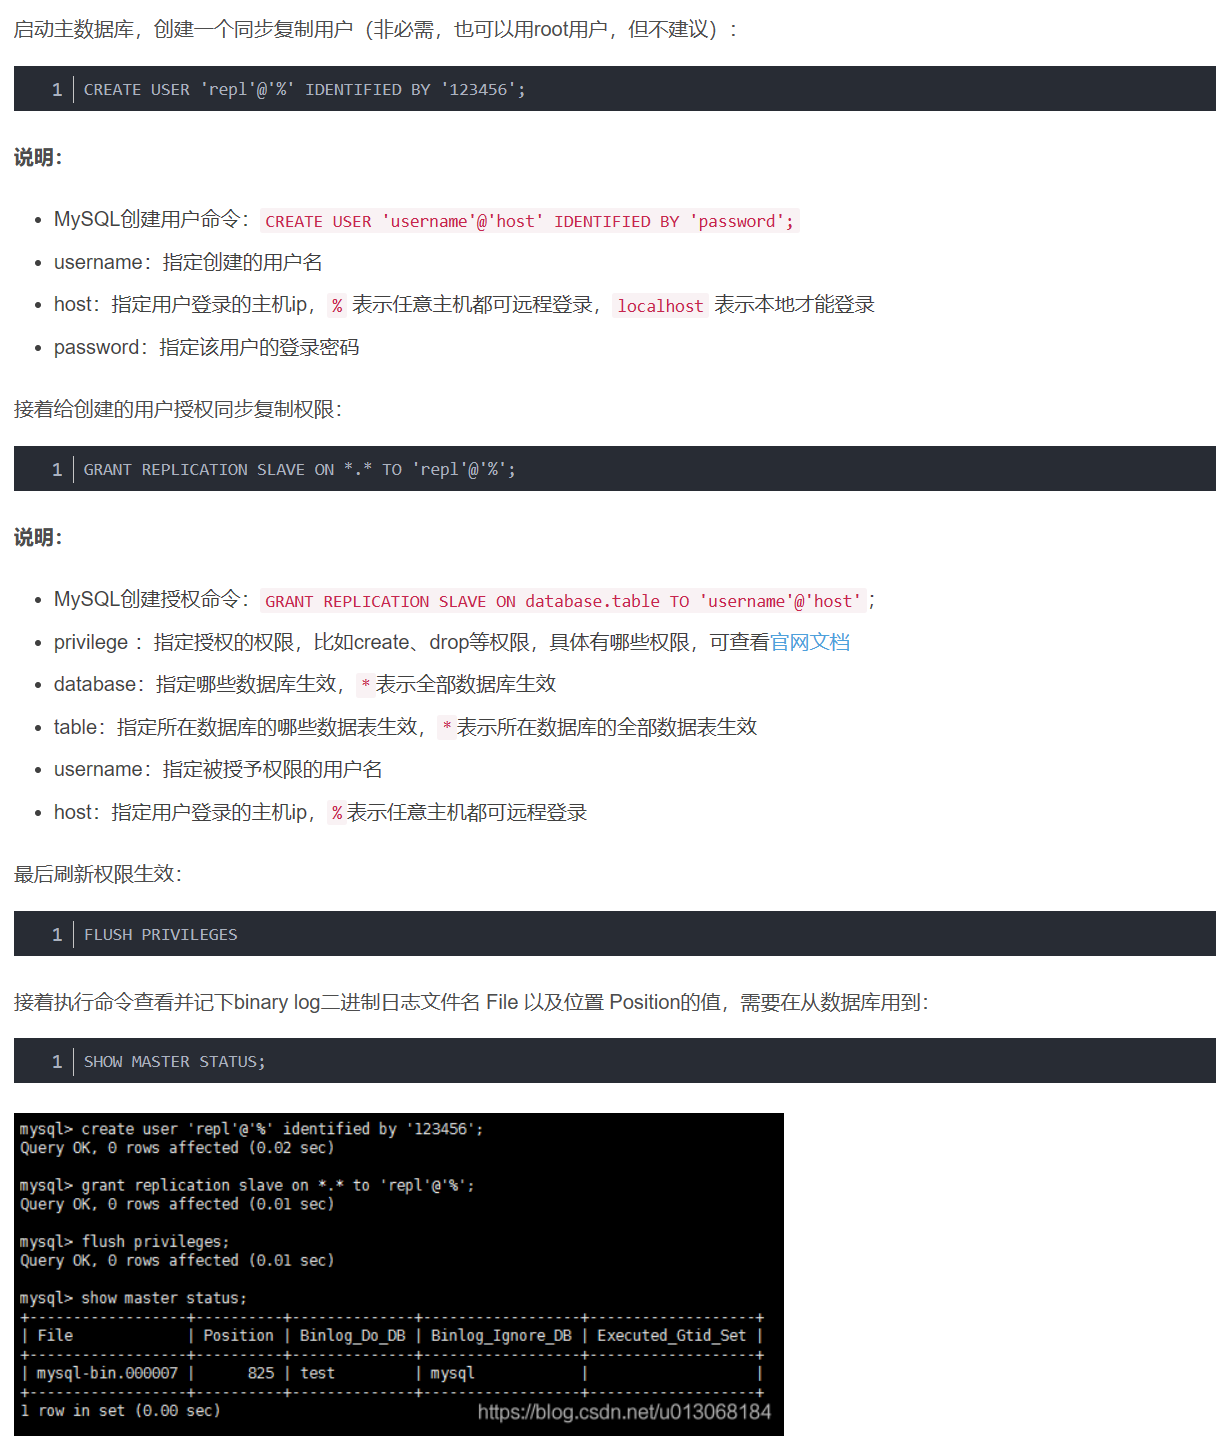 启动主数据库，创建一个同步复制用户（非必需，也可以用root用户，但不建议）：
1 CREATE USER 'repl'@'%' IDENTIFIED BY '123456';
说明：
• MySQL创建用户命令：CREATE USER 'username'@'host' IDENTIFIED BY 'password';
• username：指定创建的用户名
• host：指定用户登录的主机ip，% 表示任意主机都可远程登录，localhost 表示本地才能登录
• password：指定该用户的登录密码
接着给创建的用户授权同步复制权限：
1 GRANT REPLICATION SLAVE ON *.* TO 'repl'@'%';
说明：
• MySQL创建授权命令：GRANT REPLICATION SLAVE ON database.table TO 'username'@'host'；
• privilege ：指定授权的权限，比如create、drop等权限，具体有哪些权限，可查看官网文档
• database：指定哪些数据库生效，*表示全部数据库生效
• table：指定所在数据库的哪些数据表生效，*表示所在数据库的全部数据表生效
• username：指定被授予权限的用户名
• host：指定用户登录的主机ip，%表示任意主机都可远程登录
最后刷新权限生效：
1 FLUSH PRIVILEGES
接着执行命令查看并记下binary log二进制日志文件名 File 以及位置 Position的值，需要在从数据库用到：
1 SHOW MASTER STATUS;
mysql> create user 'repl'@'%' identified by '123456';
Query OK, 0 rows affected (0.02 sec)
mysql> grant replication slave on *.* to 'repl'@'%';
Query OK, 0 rows affected (0.01 sec)
mysql> flush privileges;
Query OK, 0 rows affected (0.01 sec)
mysql> show master status;
+------------------+----------+--------------+------------------+-------------------+
| File             | Position | Binlog_Do_DB | Binlog_Ignore_DB | Executed_Gtid_Set |
+------------------+----------+--------------+------------------+-------------------+
| mysql-bin.000007 |      825 | test         | mysql            |                   |
+------------------+----------+--------------+------------------+-------------------+
1 row in set (0.00 sec)
https://blog.csdn.net/u013068184